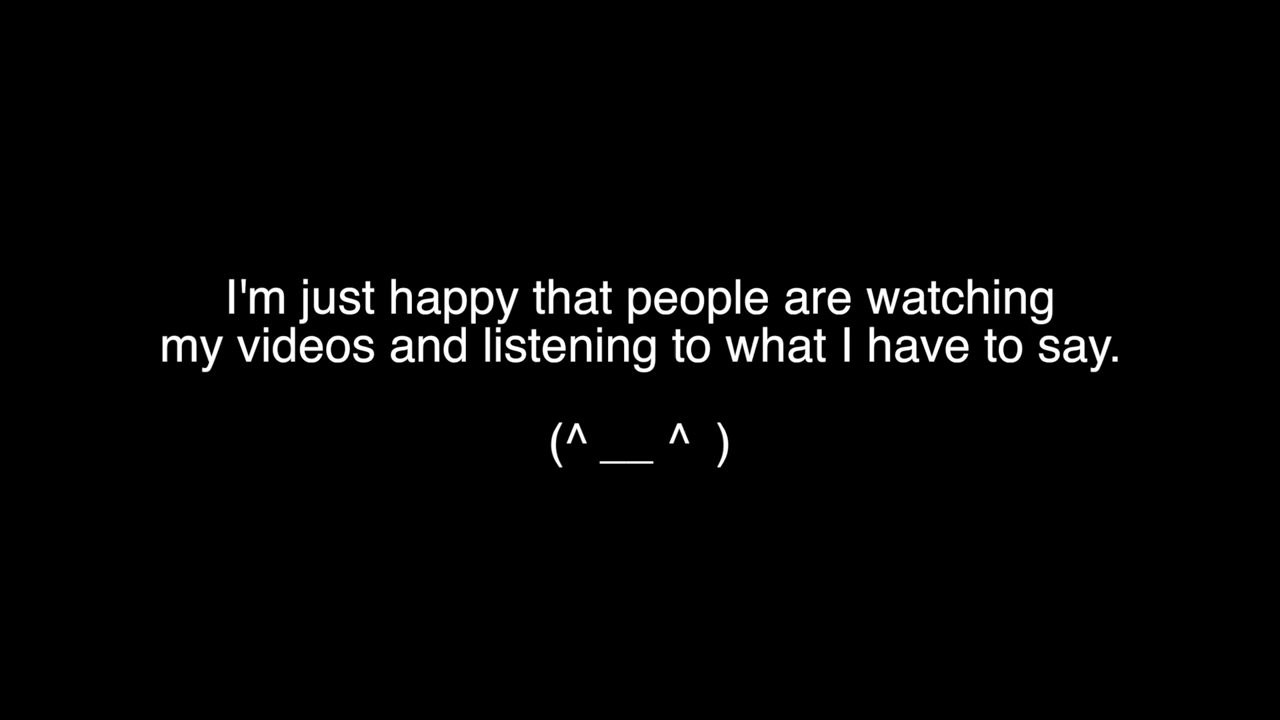 I'm just happy that people are watching
my videos and listening to what I have to say.
(^ __ ^  )